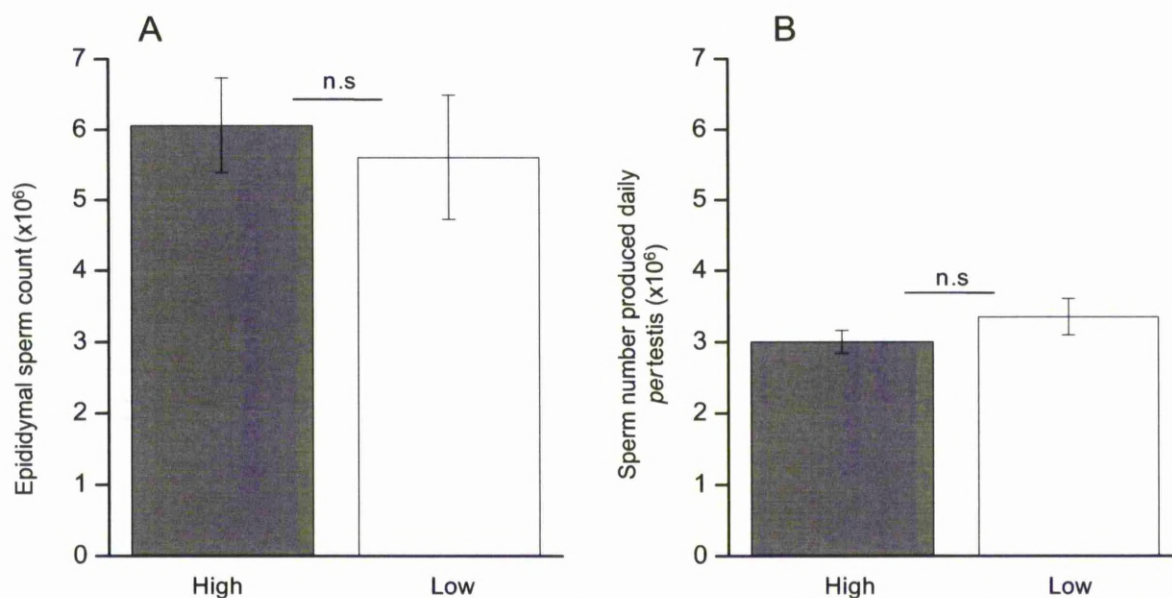 A
7
6
5
4
3
2
1
0
Epididymal sperm count (x10⁶)
n.s
High
Low
B
7
6
5
4
3
2
1
0
Sperm number produced daily
pertestis (x10⁶)
n.s
High
Low